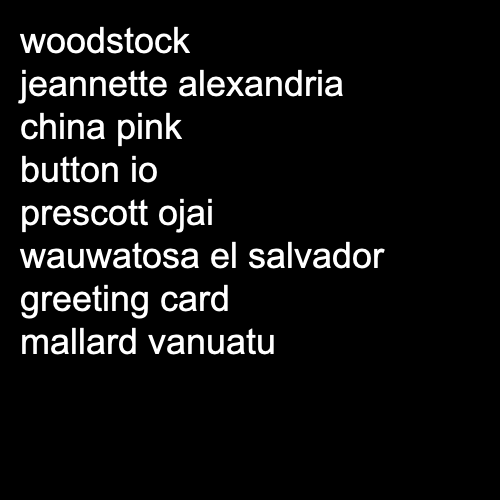 woodstock
jeannette alexandria
china pink
button io
prescott ojai
wauwatosa el salvador
greeting card
mallard vanuatu